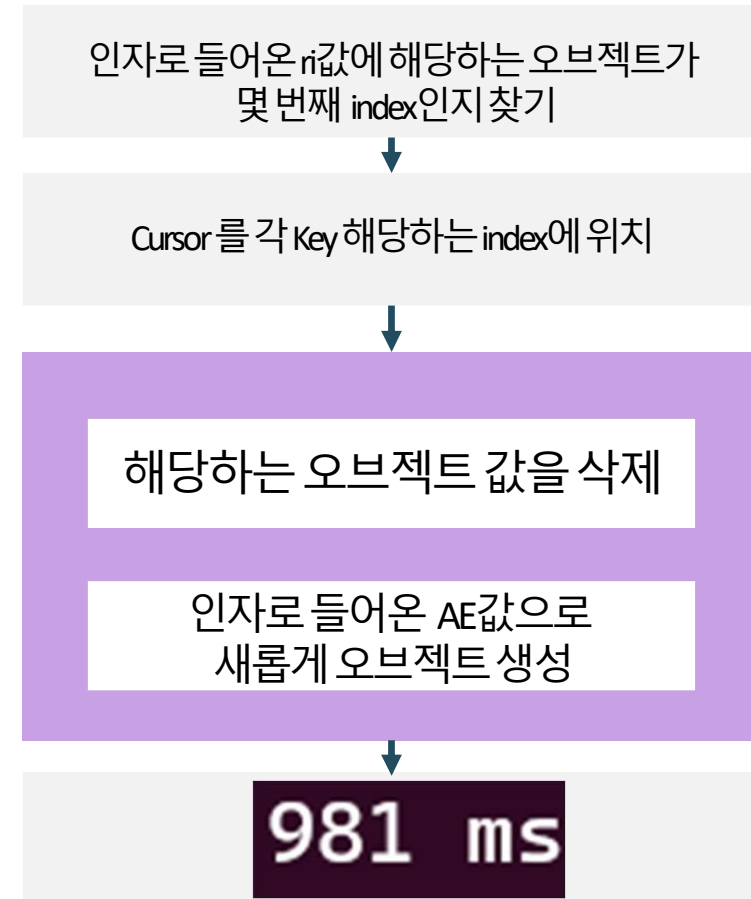 인자로 들어온 ri값에 해당하는 오브젝트가
몇 번째 index인지 찾기
Cursor 를 각 Key 해당하는 index에 위치
해당하는 오브젝트 값을 삭제
인자로 들어온 AE값으로
새롭게 오브젝트 생성
981 ms